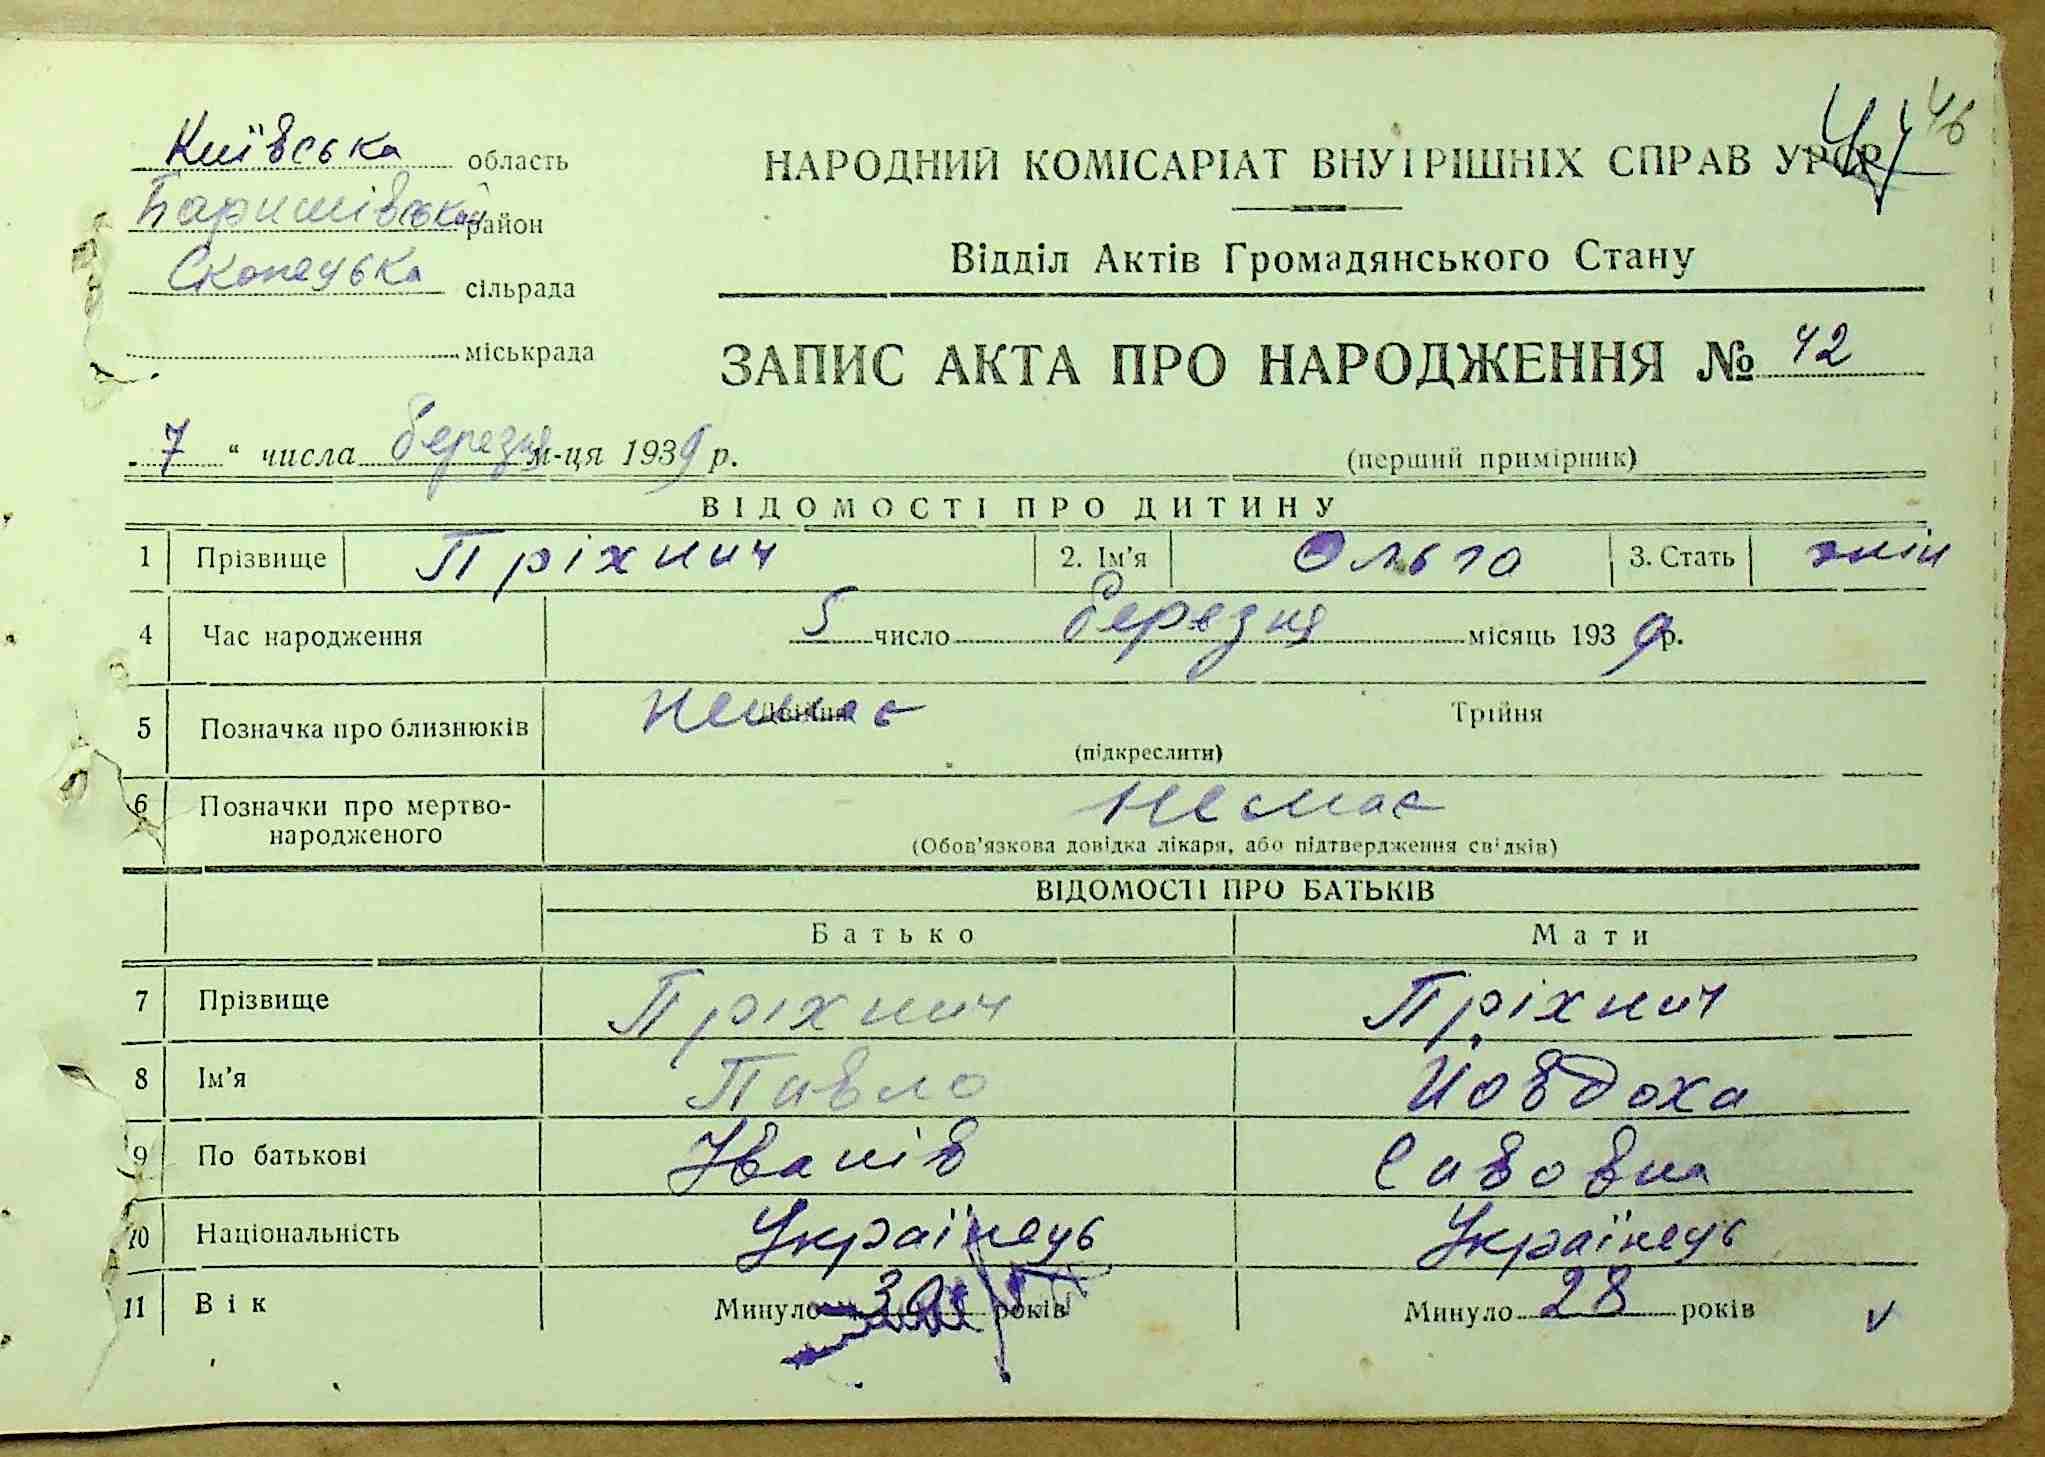 Київська область
Баришівська район
Скопецька сільрада
міськрада
НАРОДНИЙ КОМІСАРІАТ ВНУТРІШНІХ СПРАВ УРСР
46
Відділ Актів Громадянського Стану
ЗАПИС АКТА ПРО НАРОДЖЕННЯ № 42
„ 7 “ числа березня м-ця 1939 р.
(перший примірник)
ВІДОМОСТІ ПРО ДИТИНУ
1 Прізвище Пріхнич 2. Ім'я Ольга 3. Стать жін
4 Час народження 5 число березня місяць 1939 р.
5 Позначка про близнюків Немає Двійня Трійня
(підкреслити)
6 Позначки про мертво-
народженого Немає
(Обов'язкова довідка лікаря, або підтвердження свідків)
ВІДОМОСТІ ПРО БАТЬКІВ
Батько Мати
7 Прізвище Пріхнич Пріхнич
8 Ім'я Павло Йовдоха
9 По батькові Іванів Савовна
10 Національність Українець Українець
11 Вік Минуло років Минуло 28 років